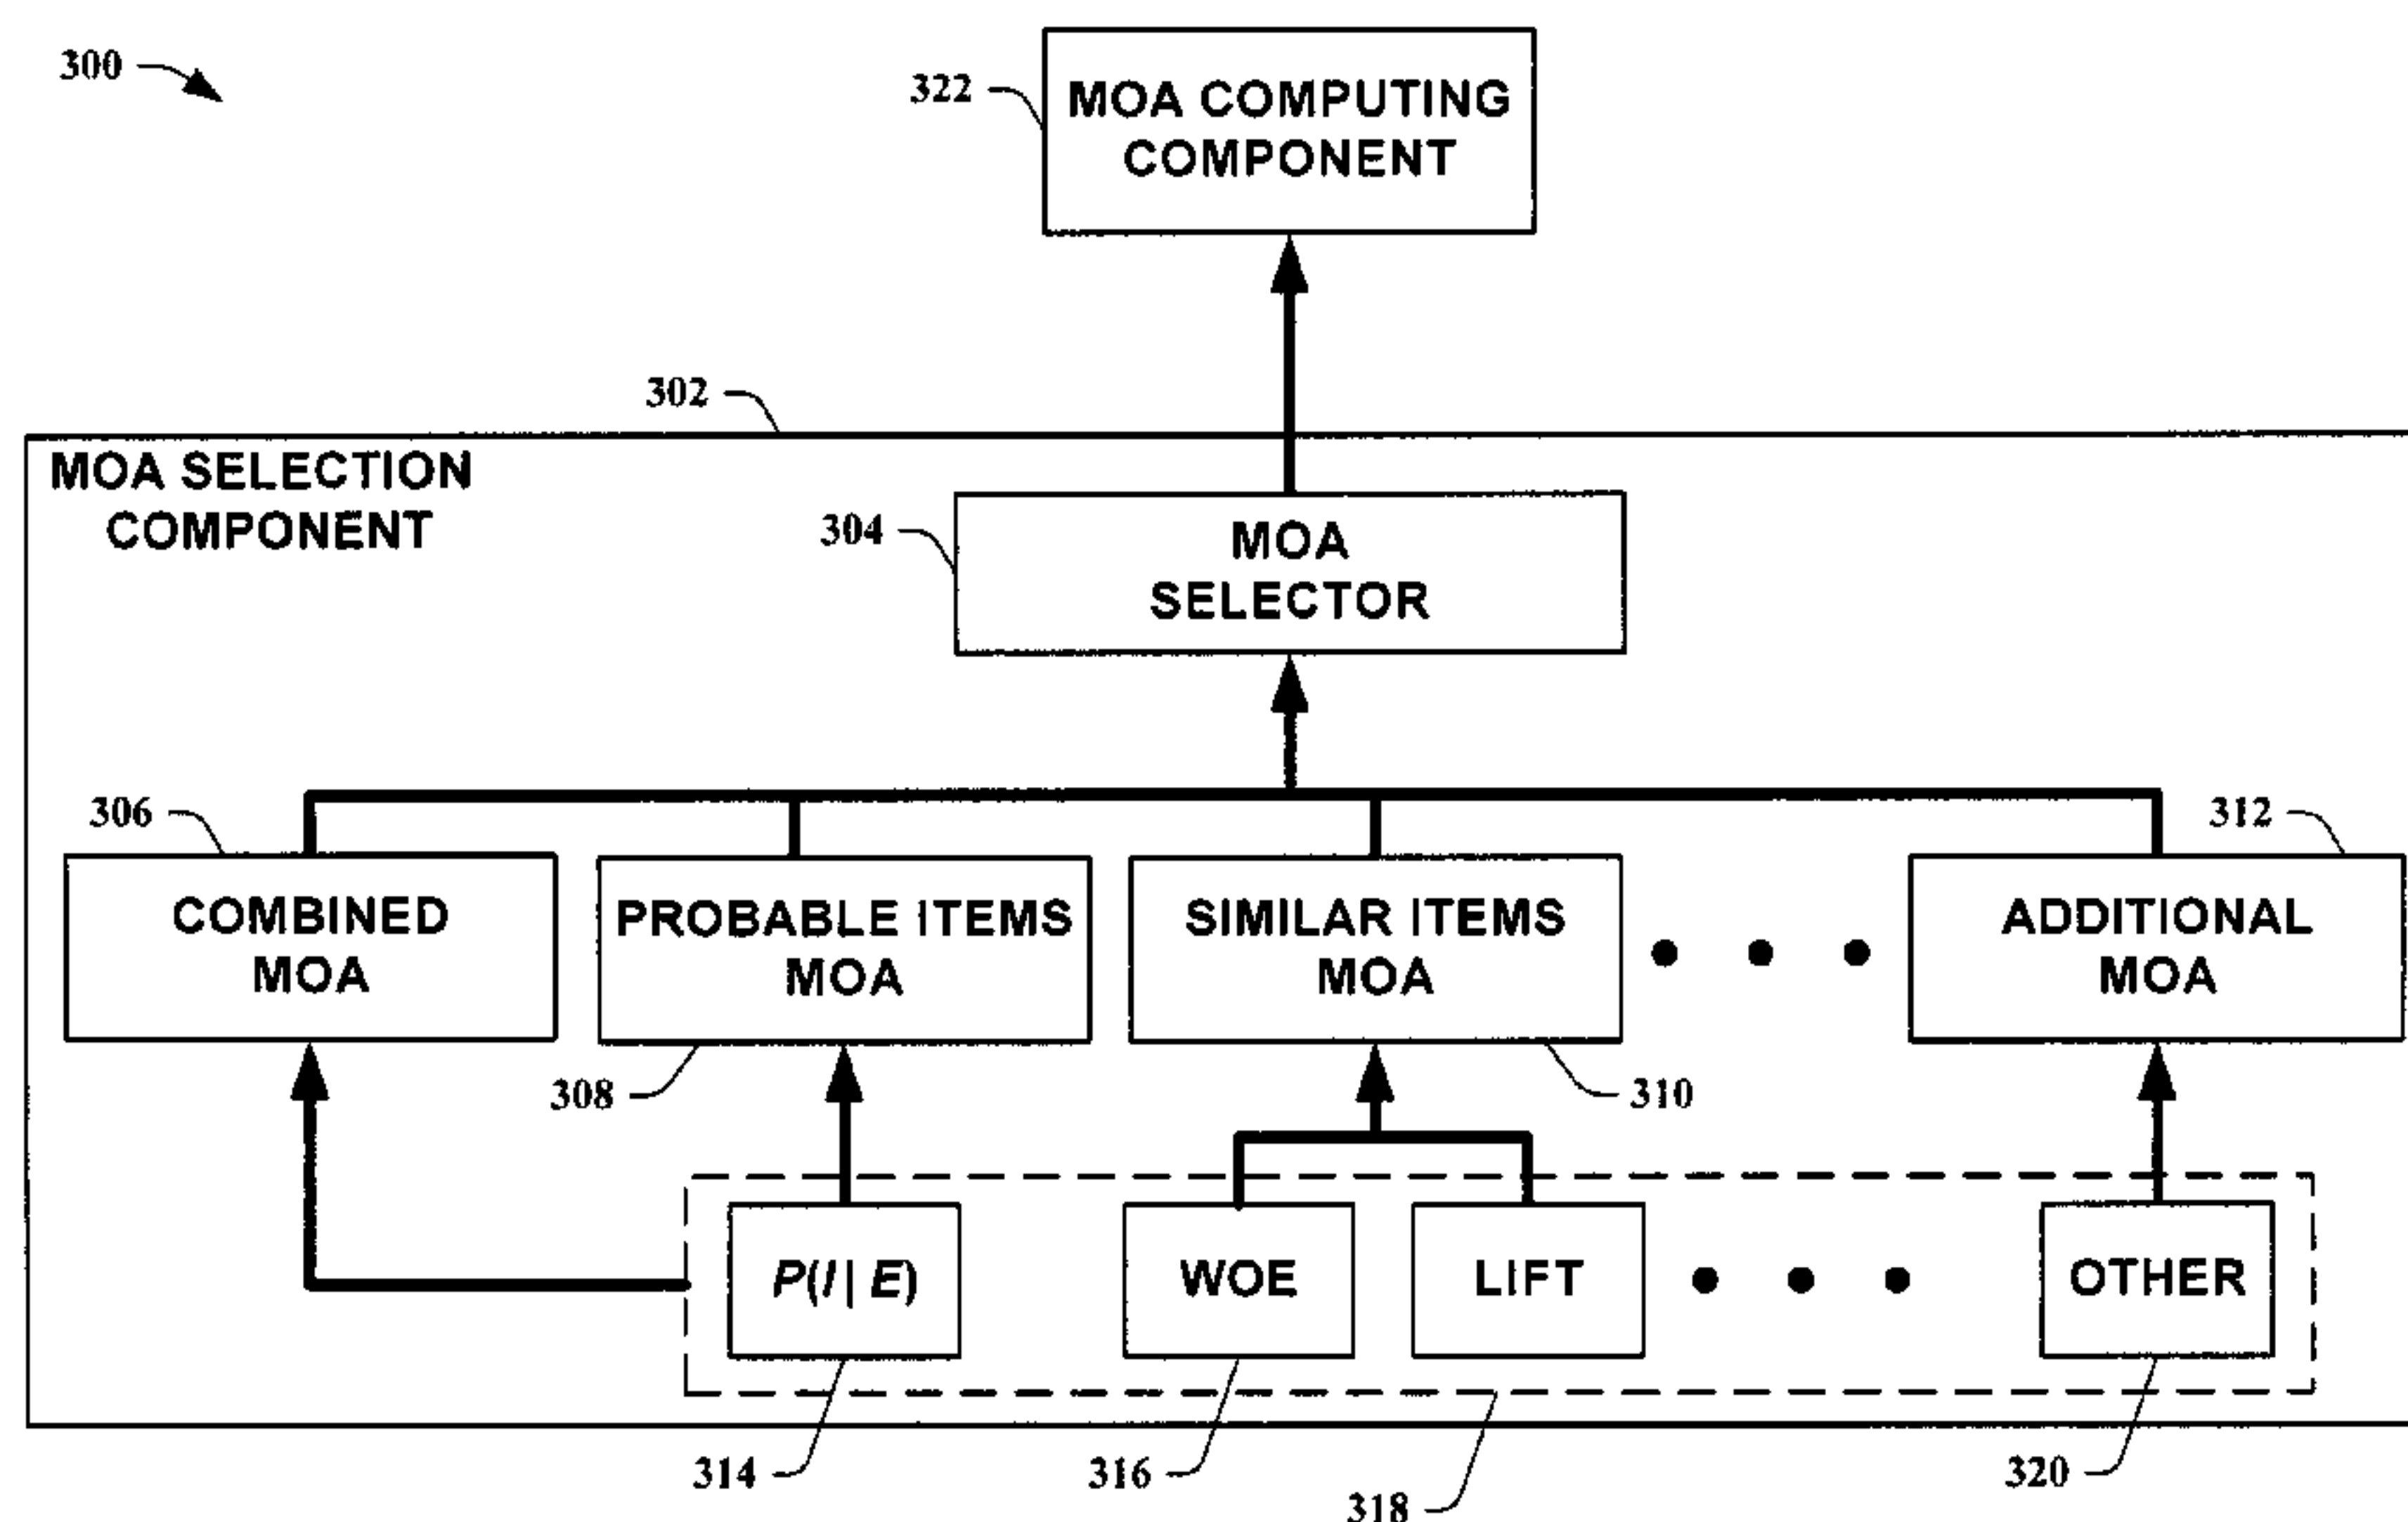 300
322
MOA COMPUTING
COMPONENT
302
MOA SELECTION
COMPONENT
304
MOA
SELECTOR
306
312
COMBINED
MOA
PROBABLE ITEMS
MOA
SIMILAR ITEMS
MOA
ADDITIONAL
MOA
308
310
P(I | E)
WOE
LIFT
OTHER
314
316
318
320